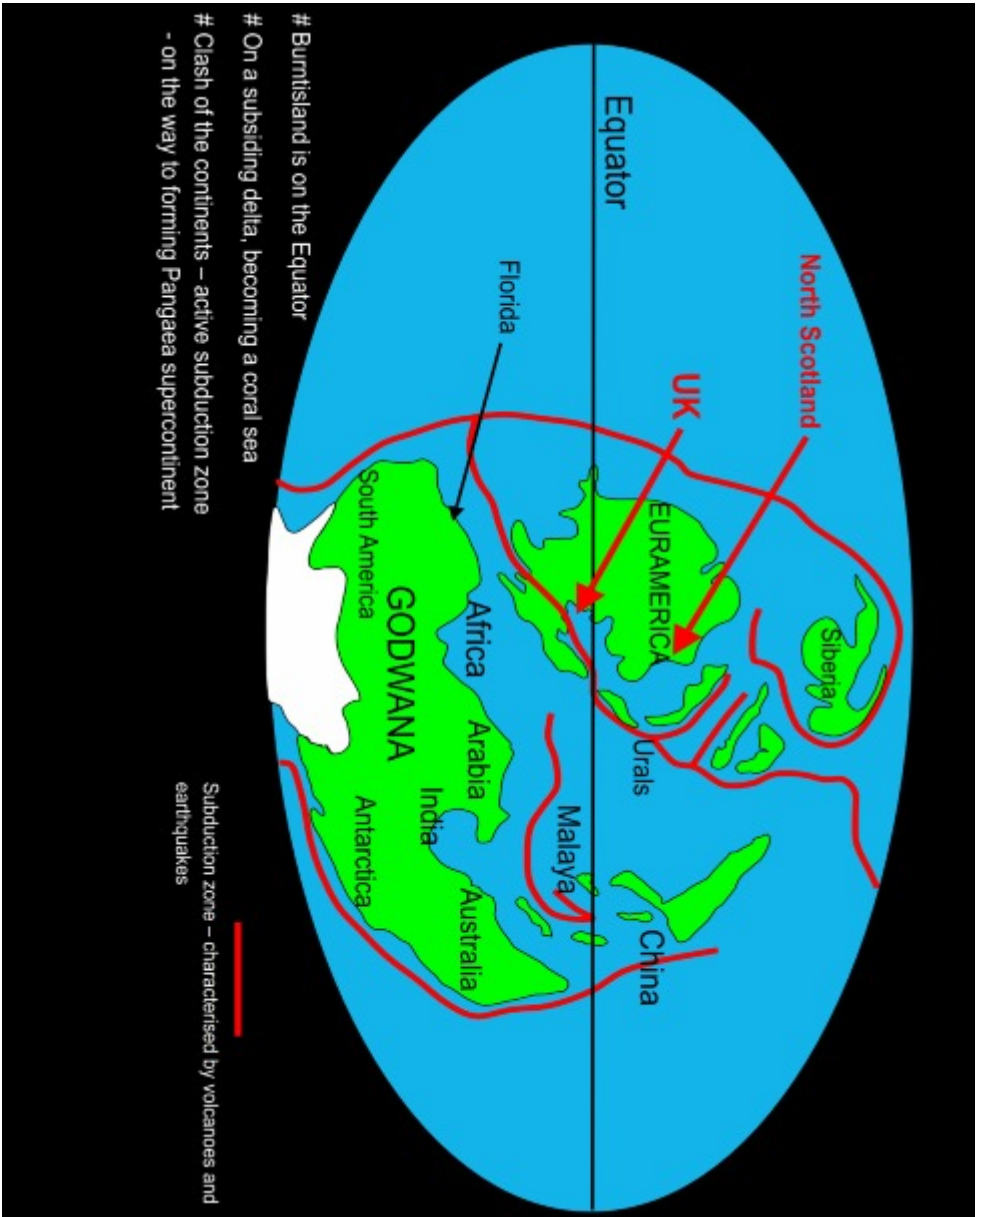 North Scotland
UK
Equator
EURAMERICA
Siberia
Florida
Urals
Malaya
China
Africa
Arabia
GODWANA
India
South America
Antarctica
Australia
# Burntisland is on the Equator
# On a subsiding delta, becoming a coral sea
# Clash of the continents – active subduction zone
- on the way to forming Pangaea supercontinent
Subduction zone – characterised by volcanoes and
earthquakes